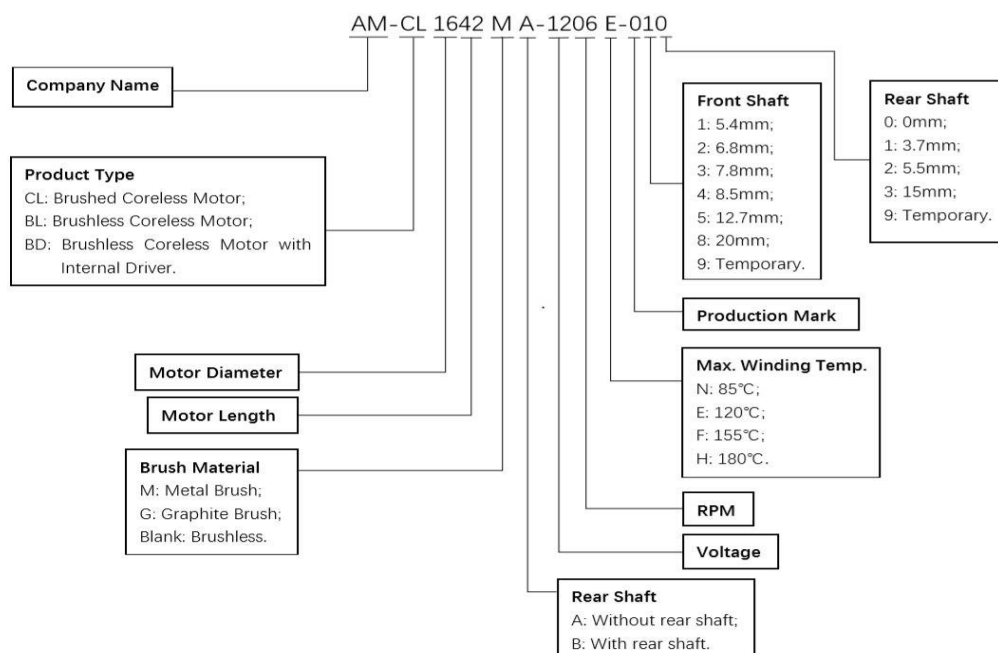 AM-CL 1642 M A-1206 E-010
Company Name
Product Type
CL: Brushed Coreless Motor;
BL: Brushless Coreless Motor;
BD: Brushless Coreless Motor with
Internal Driver.
Motor Diameter
Motor Length
Brush Material
M: Metal Brush;
G: Graphite Brush;
Blank: Brushless.
Front Shaft
1: 5.4mm;
2: 6.8mm;
3: 7.8mm;
4: 8.5mm;
5: 12.7mm;
8: 20mm;
9: Temporary.
Rear Shaft
0: 0mm;
1: 3.7mm;
2: 5.5mm;
3: 15mm;
9: Temporary.
Production Mark
Max. Winding Temp.
N: 85℃;
E: 120℃;
F: 155℃;
H: 180℃.
RPM
Voltage
Rear Shaft
A: Without rear shaft;
B: With rear shaft.